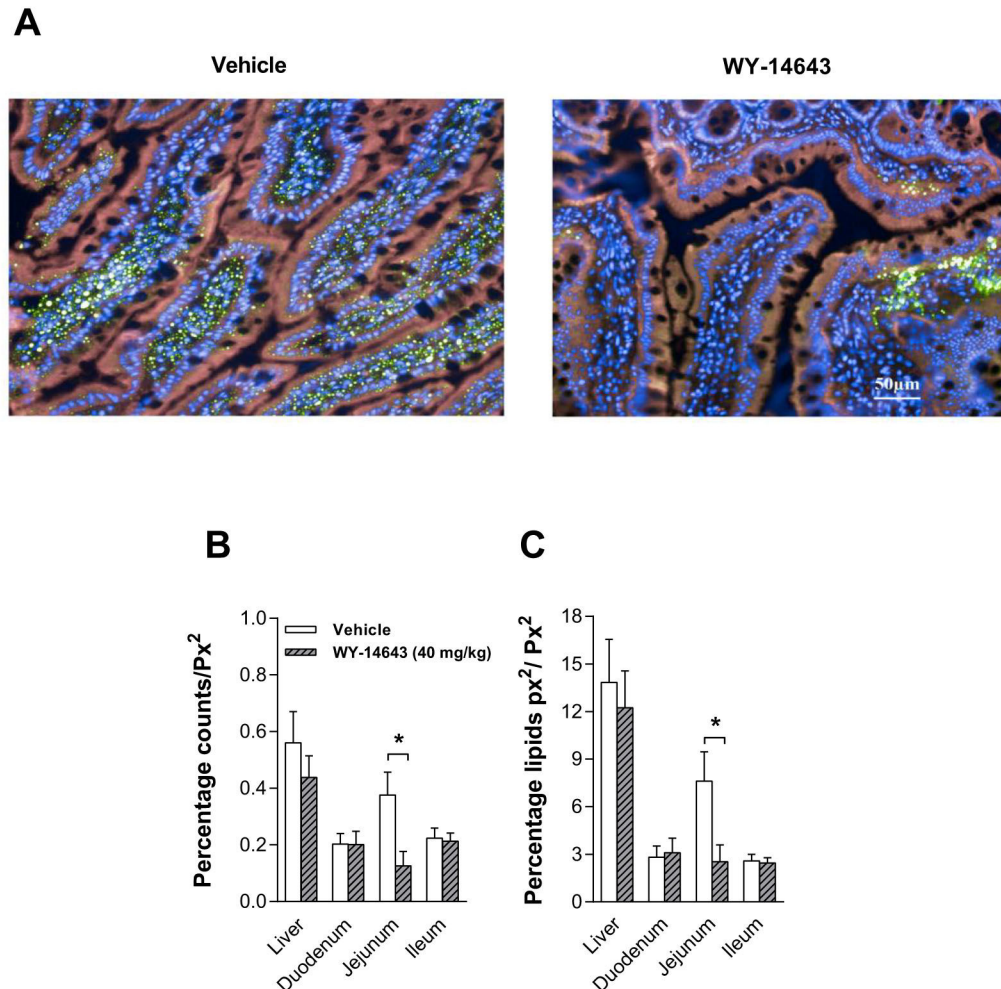 A
Vehicle
WY-14643
50µm
B
C
Percentage counts/Px²
1.0
0.8
0.6
0.4
0.2
0.0
Vehicle
WY-14643 (40 mg/kg)
*
Liver
Duodenum
Jejunum
Ileum
Percentage lipids px²/ Px²
18
15
12
9
6
3
0
*
Liver
Duodenum
Jejunum
Ileum